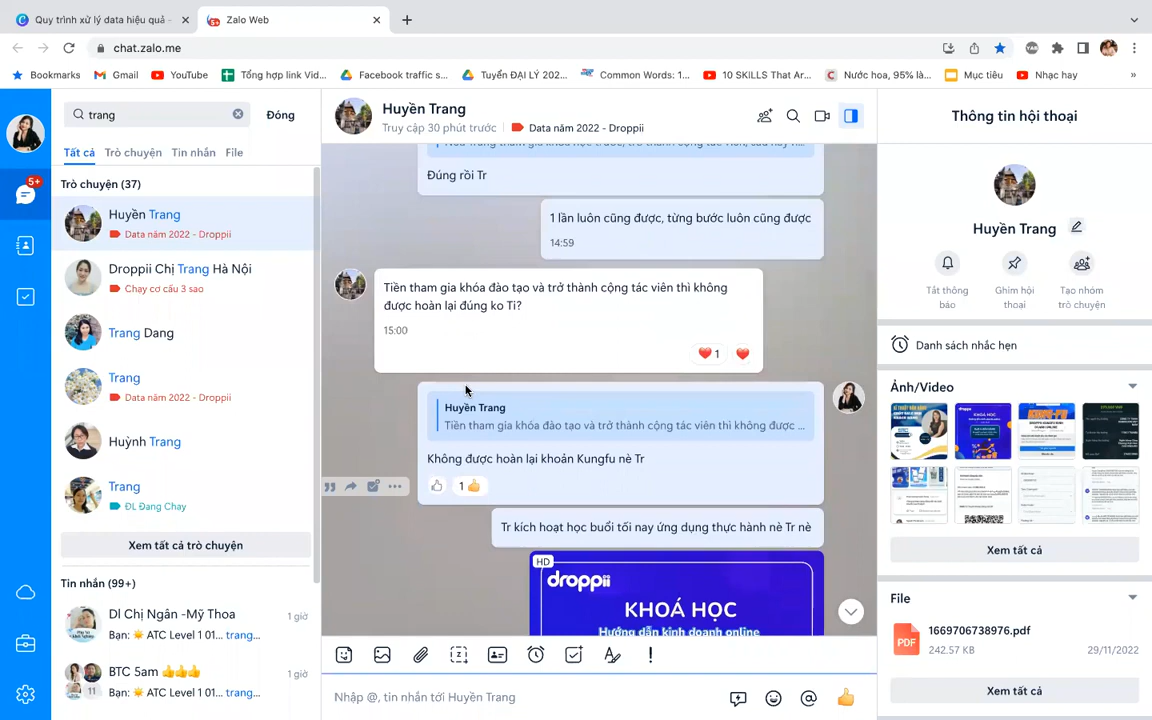 Quy trình xử lý data hiệu quả -
Zalo Web
chat.zalo.me
Bookmarks
Gmail
YouTube
Tổng hợp link Vid...
Facebook traffic s...
Tuyển ĐẠI LÝ 202...
Common Words: 1...
10 SKILLS That Ar...
Nước hoa, 95% là...
Mục tiêu
Nhạc hay
»
5+
trang
Đóng
Tất cả
Trò chuyện
Tin nhắn
File
Trò chuyện (37)
Huyền Trang
Data năm 2022 - Droppii
Droppii Chị Trang Hà Nội
Chạy cơ cấu 3 sao
Trang Dang
Trang
Data năm 2022 - Droppii
Huỳnh Trang
Trang
ĐL Đang Chay
Xem tất cả trò chuyện
Tin nhắn (99+)
Dl Chị Ngân -Mỹ Thoa
1 giờ
Bạn: ☀️ ATC Level 1 01... trang...
BTC 5am 👍👍👍
1 giờ
11
Bạn: ☀️ ATC Level 1 01... trang...
Huyền Trang
Truy cập 30 phút trước
Data năm 2022 - Droppii
Đúng rồi Tr
1 lần luôn cũng được, từng bước luôn cũng được
14:59
Tiền tham gia khóa đào tạo và trở thành cộng tác viên thì không
được hoàn lại đúng ko Ti?
15:00
❤️ 1
Huyền Trang
Tiền tham gia khóa đào tạo và trở thành cộng tác viên thì không được ...
Không được hoàn lại khoản Kungfu nè Tr
1 👍
Tr kích hoạt học buổi tối nay ứng dụng thực hành nè Tr nè
HD
droppii
KHOÁ HỌC
Hướng dẫn kinh doanh online
Nhập @, tin nhắn tới Huyền Trang
Thông tin hội thoại
Huyền Trang
Tắt thông
báo
Ghim hội
thoại
Tạo nhóm
trò chuyện
Danh sách nhắc hẹn
Ảnh/Video
Xem tất cả
File
PDF
1669706738976.pdf
242.57 KB
29/11/2022
Xem tất cả